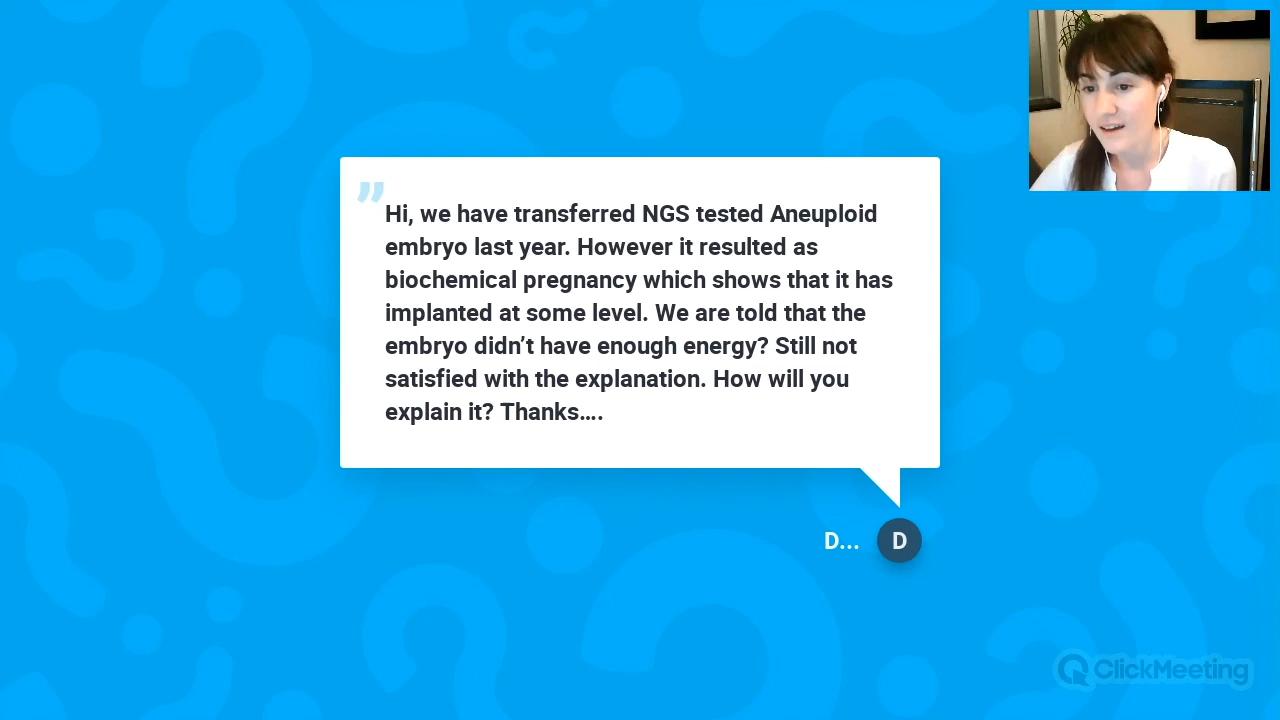 ”
Hi, we have transferred NGS tested Aneuploid
embryo last year. However it resulted as
biochemical pregnancy which shows that it has
implanted at some level. We are told that the
embryo didn’t have enough energy? Still not
satisfied with the explanation. How will you
explain it? Thanks....
D...
D
ClickMeeting